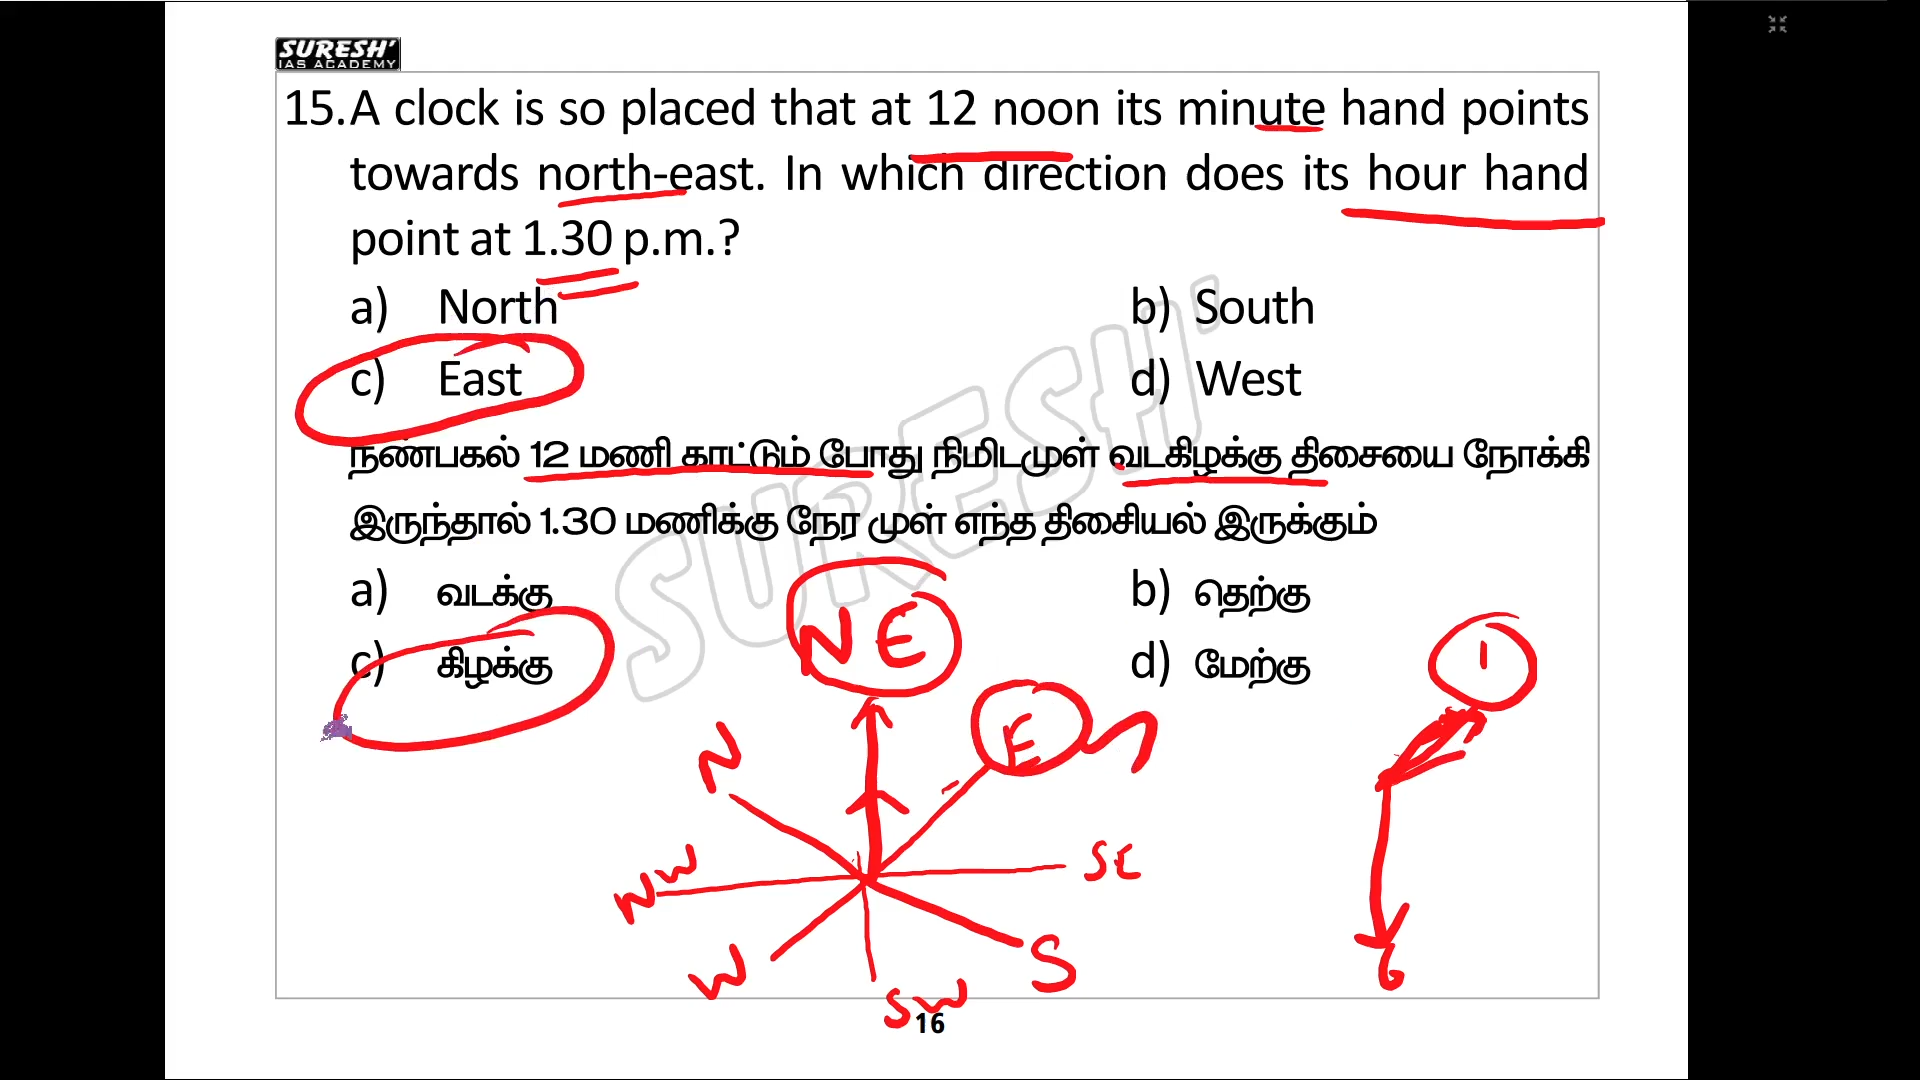 SURESH'
IAS ACADEMY
15. A clock is so placed that at 12 noon its minute hand points
towards north-east. In which direction does its hour hand
point at 1.30 p.m.?
a) North b) South
c) East d) West
நண்பகல் 12 மணி காட்டும் போது நிமிடமுள் வடகிழக்கு திசையை நோக்கி
இருந்தால் 1.30 மணிக்கு நேர முள் எந்த திசையில் இருக்கும்
a) வடக்கு b) தெற்கு
c) கிழக்கு d) மேற்கு
SURESH'
NE
1
E
N
SE
NW
W
S
6
SW
16